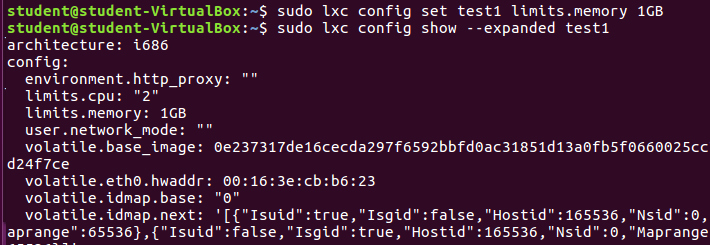 student@student-VirtualBox:~$ sudo lxc config set test1 limits.memory 1GB
student@student-VirtualBox:~$ sudo lxc config show --expanded test1
architecture: i686
config:
  environment.http_proxy: ""
  limits.cpu: "2"
  limits.memory: 1GB
  user.network_mode: ""
  volatile.base_image: 0e237317de16cecda297f6592bbfd0ac31851d13a0fb5f0660025cc
d24f7ce
  volatile.eth0.hwaddr: 00:16:3e:cb:b6:23
  volatile.idmap.base: "0"
  volatile.idmap.next: '[{"Isuid":true,"Isgid":false,"Hostid":165536,"Nsid":0,
aprange":65536},{"Isuid":false,"Isgid":true,"Hostid":165536,"Nsid":0,"Maprange